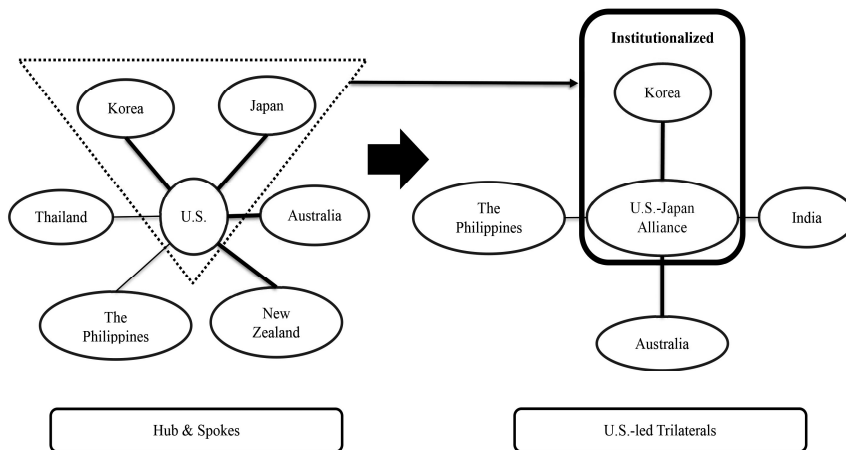 Korea
Japan
Thailand
U.S.
Australia
The
Philippines
New
Zealand
Hub & Spokes
Institutionalized
Korea
The
Philippines
U.S.-Japan
Alliance
India
Australia
U.S.-led Trilaterals